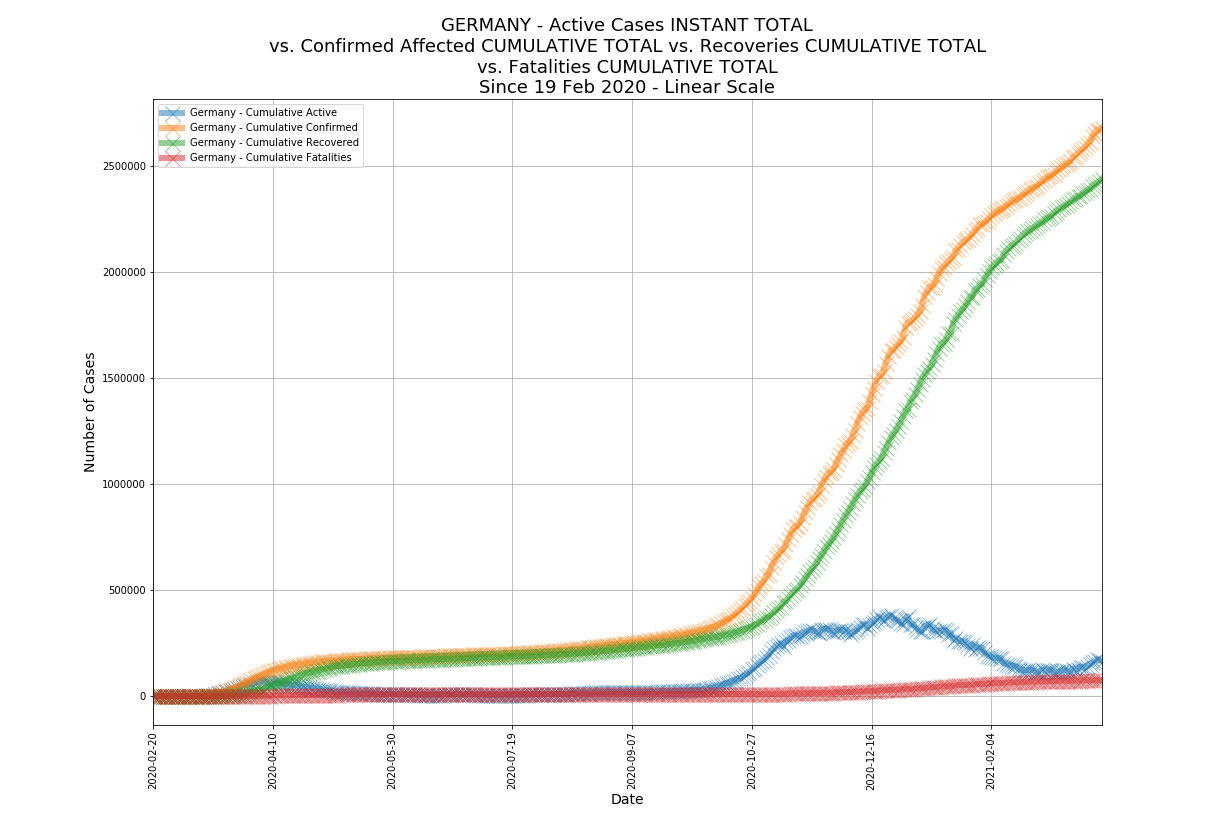 GERMANY - Active Cases INSTANT TOTAL
vs. Confirmed Affected CUMULATIVE TOTAL vs. Recoveries CUMULATIVE TOTAL
vs. Fatalities CUMULATIVE TOTAL
Since 19 Feb 2020 - Linear Scale
Germany - Cumulative Active
Germany - Cumulative Confirmed
Germany - Cumulative Recovered
Germany - Cumulative Fatalities
Number of Cases
2500000
2000000
1500000
1000000
500000
0
2020-02-20
2020-04-10
2020-05-30
2020-07-19
2020-09-07
2020-10-27
2020-12-16
2021-02-04
Date